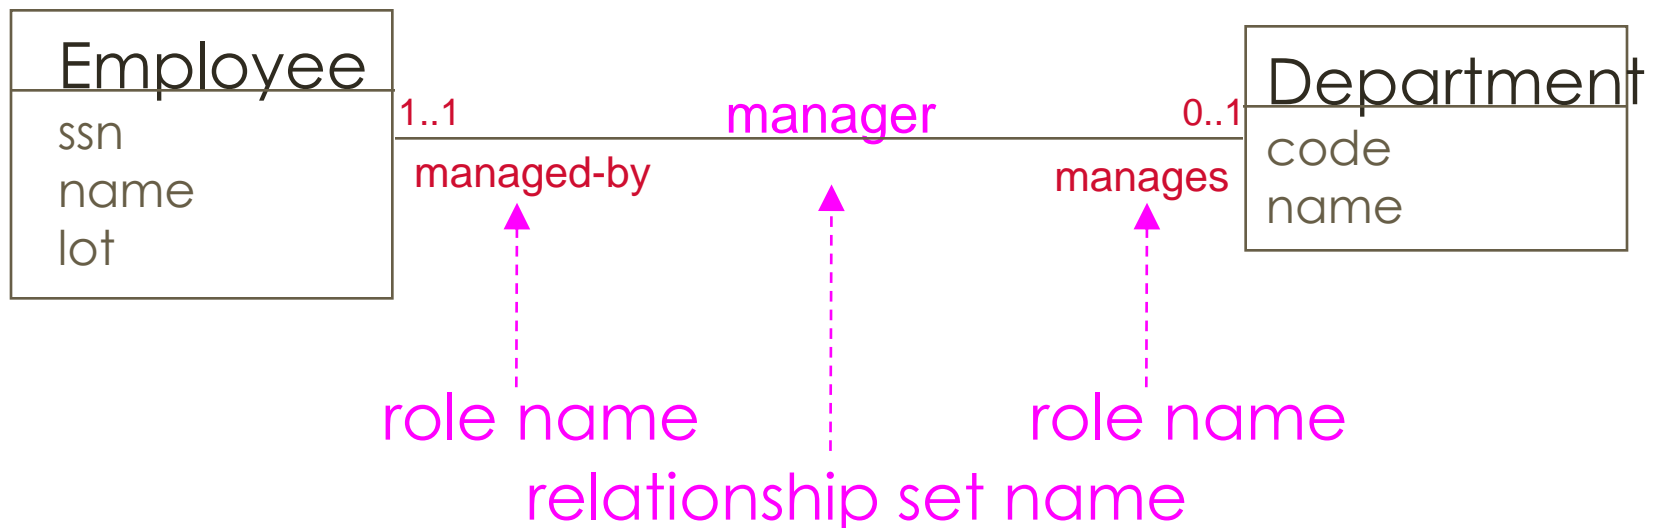 Employee
ssn
name
lot
1..1
managed-by
manager
0..1
manages
Department
code
name
role name
role name
relationship set name